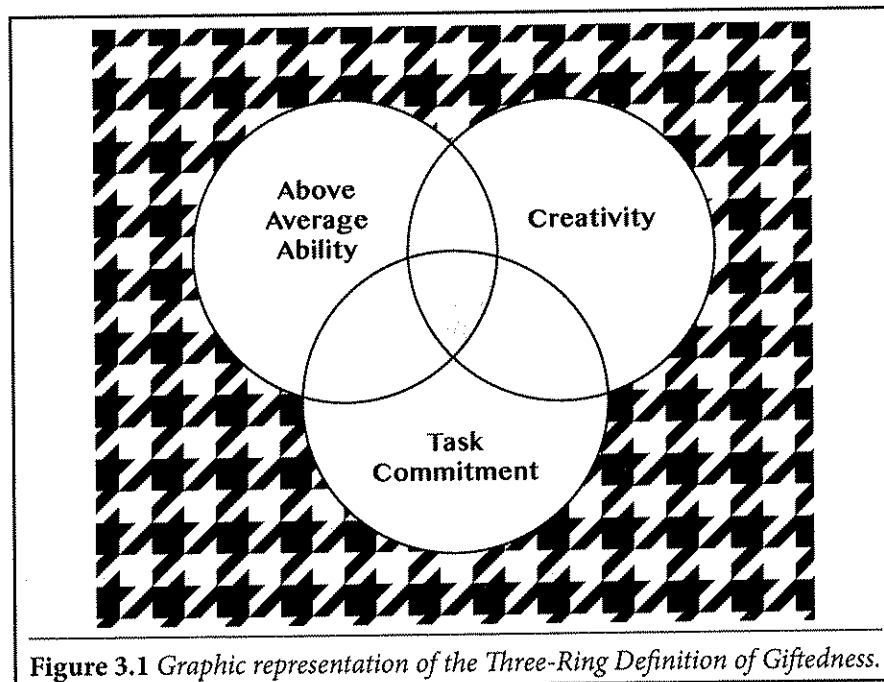 Above
Average
Ability
Creativity
Task
Commitment
Figure 3.1 Graphic representation of the Three-Ring Definition of Giftedness.